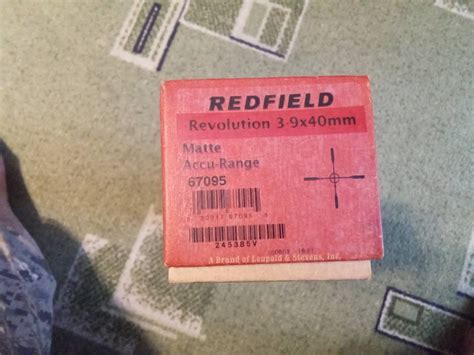 REDFIELD
Revolution 3-9x40mm
Matte
Accu-Range
67095
245385V
A Brand of Leupold & Stevens, Inc.